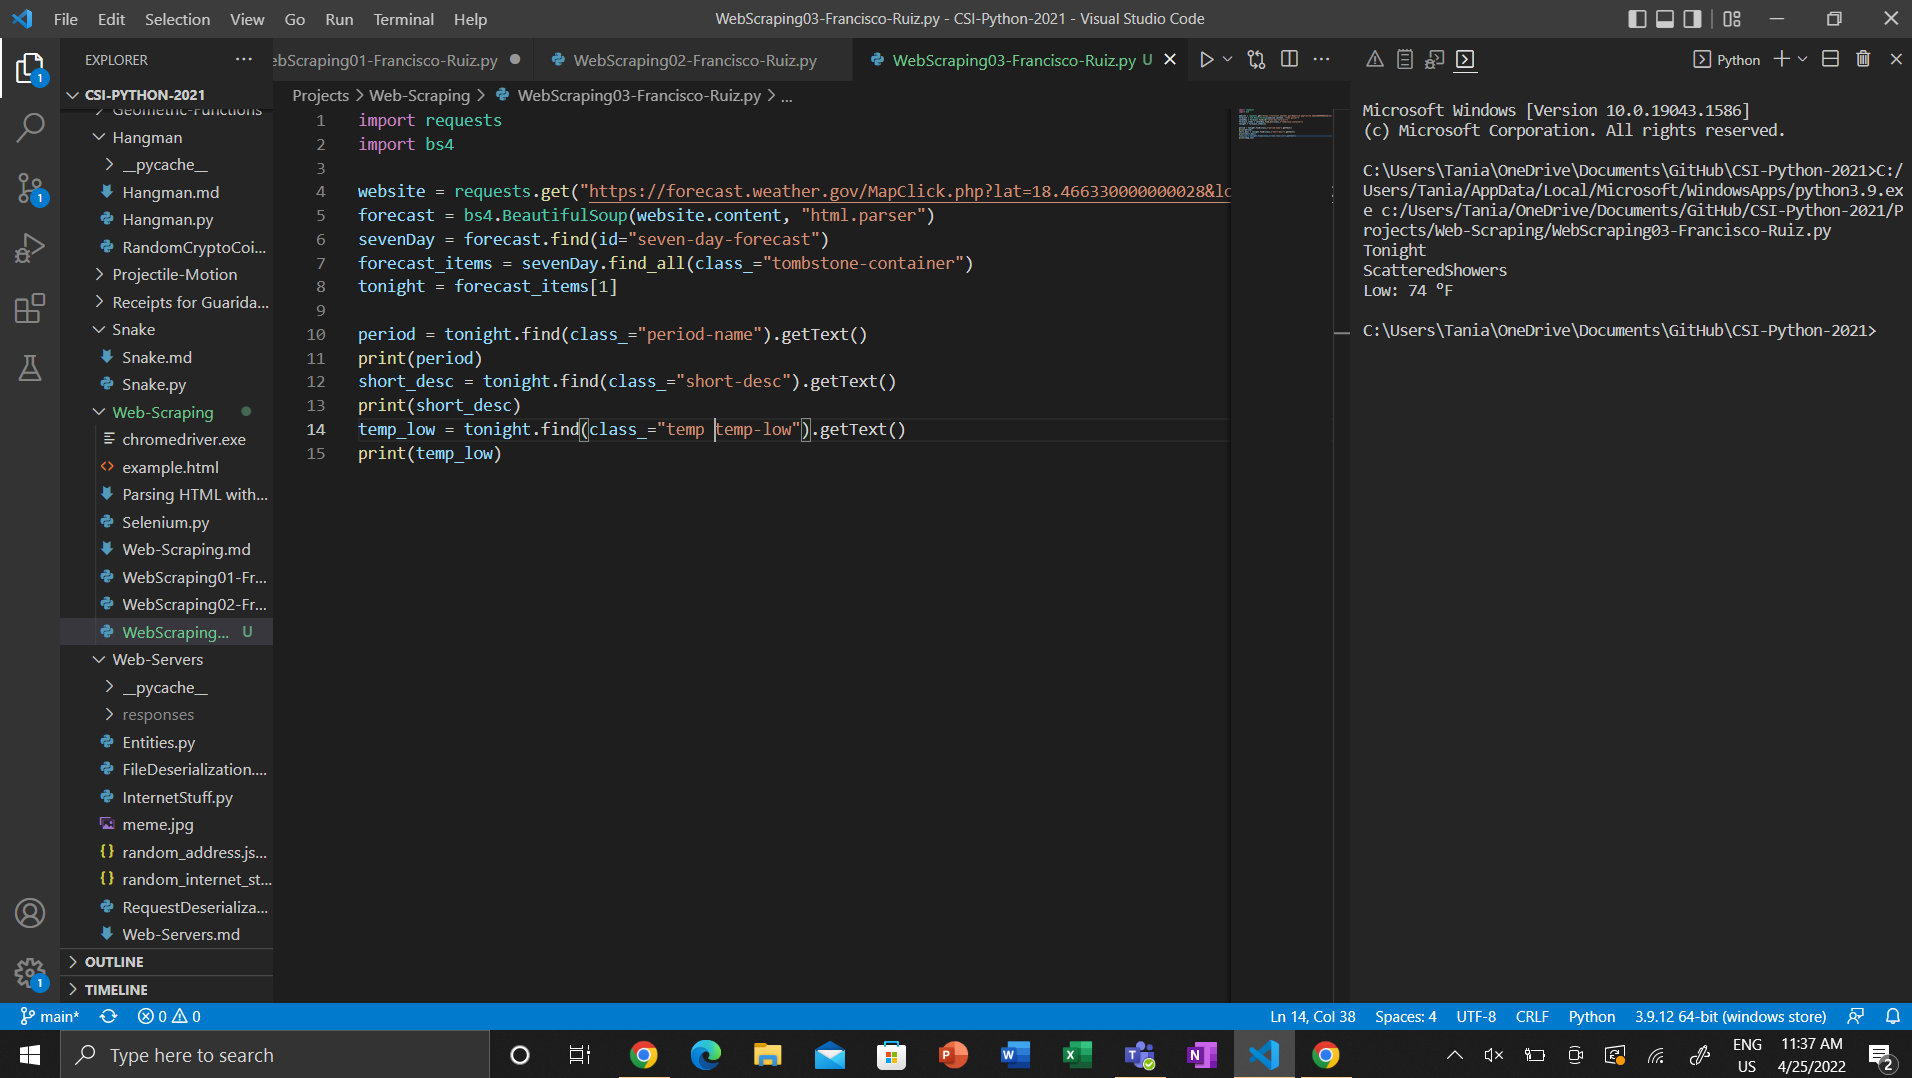 File Edit Selection View Go Run Terminal Help
WebScraping03-Francisco-Ruiz.py - CSI-Python-2021 - Visual Studio Code
EXPLORER
CSI-PYTHON-2021
Geometric-Functions
Hangman
__pycache__
Hangman.md
Hangman.py
RandomCryptoCoi...
Projectile-Motion
Receipts for Guarida...
Snake
Snake.md
Snake.py
Web-Scraping
chromedriver.exe
example.html
Parsing HTML with...
Selenium.py
Web-Scraping.md
WebScraping01-Fr...
WebScraping02-Fr...
WebScraping... U
Web-Servers
__pycache__
responses
Entities.py
FileDeserialization....
InternetStuff.py
meme.jpg
random_address.js...
random_internet_st...
RequestDeserializa...
Web-Servers.md
OUTLINE
TIMELINE
1
1
1
ebScraping01-Francisco-Ruiz.py WebScraping02-Francisco-Ruiz.py WebScraping03-Francisco-Ruiz.py U
Projects > Web-Scraping > WebScraping03-Francisco-Ruiz.py > ...
1 import requests
2 import bs4
3
4 website = requests.get("https://forecast.weather.gov/MapClick.php?lat=18.466330000000028&lc
5 forecast = bs4.BeautifulSoup(website.content, "html.parser")
6 sevenDay = forecast.find(id="seven-day-forecast")
7 forecast_items = sevenDay.find_all(class_="tombstone-container")
8 tonight = forecast_items[1]
9
10 period = tonight.find(class_="period-name").getText()
11 print(period)
12 short_desc = tonight.find(class_="short-desc").getText()
13 print(short_desc)
14 temp_low = tonight.find(class_="temp temp-low").getText()
15 print(temp_low)
Python
Microsoft Windows [Version 10.0.19043.1586]
(c) Microsoft Corporation. All rights reserved.
C:\Users\Tania\OneDrive\Documents\GitHub\CSI-Python-2021>C:/
Users/Tania/AppData/Local/Microsoft/WindowsApps/python3.9.ex
e c:/Users/Tania/OneDrive/Documents/GitHub/CSI-Python-2021/P
rojects/Web-Scraping/WebScraping03-Francisco-Ruiz.py
Tonight
ScatteredShowers
Low: 74 °F
C:\Users\Tania\OneDrive\Documents\GitHub\CSI-Python-2021>
main* 0 0
Ln 14, Col 38 Spaces: 4 UTF-8 CRLF Python 3.9.12 64-bit (windows store)
Type here to search
ENG
US
11:37 AM
4/25/2022
2